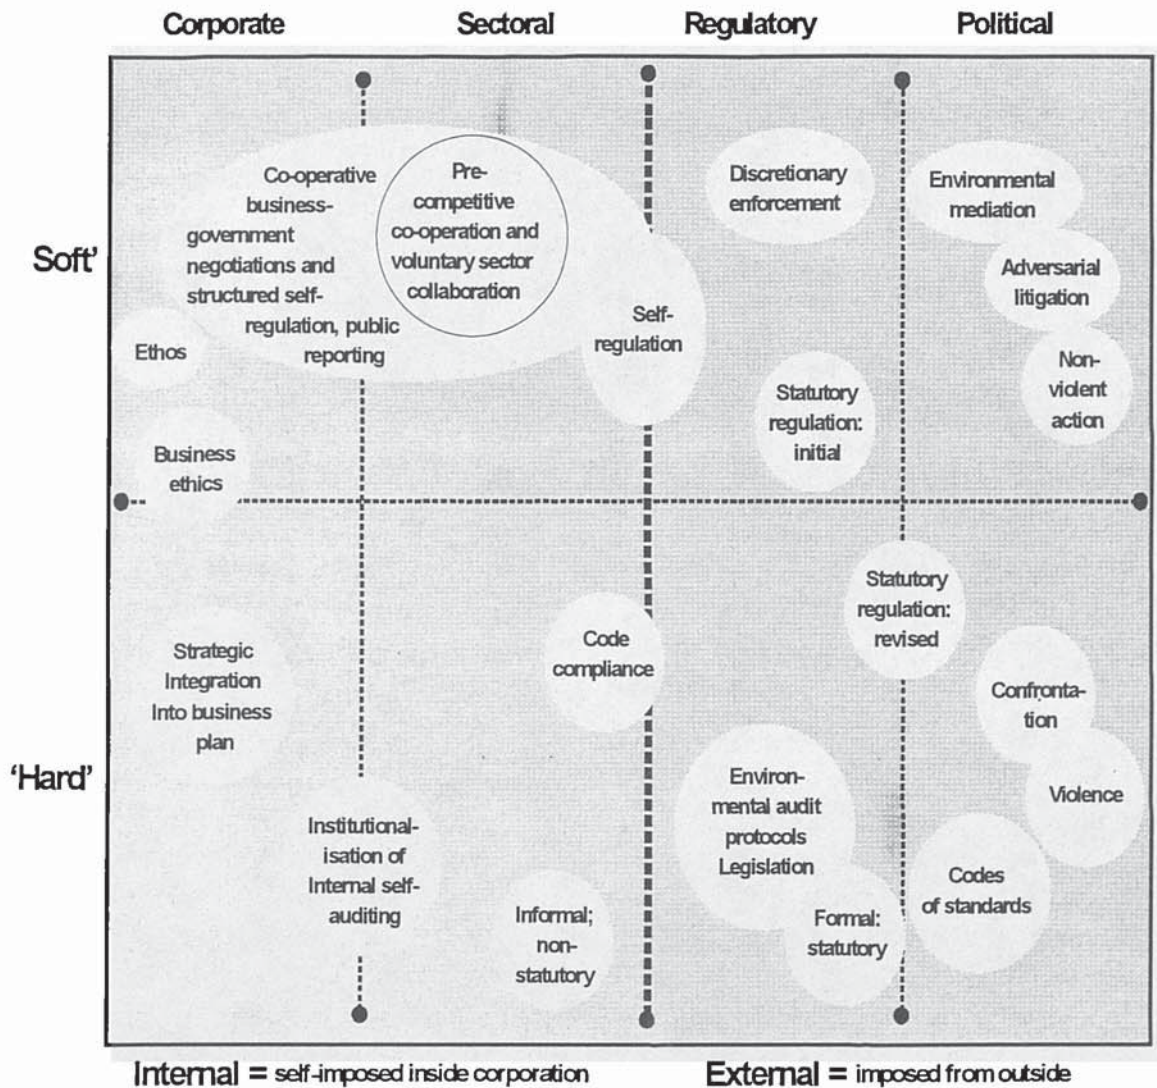 Corporate Sectoral Regulatory Political
Soft'
'Hard'
Co-operative
business-
government
negotiations and
structured self-
regulation, public
reporting
Pre-
competitive
co-operation and
voluntary sector
collaboration
Self-
regulation
Ethos
Business
ethics
Discretionary
enforcement
Statutory
regulation:
initial
Environmental
mediation
Adversarial
litigation
Non-
violent
action
Strategic
Integration
Into business
plan
Institutional-
isation of
Internal self-
auditing
Code
compliance
Informal;
non-
statutory
Statutory
regulation:
revised
Environ-
mental audit
protocols
Legislation
Formal:
statutory
Confronta-
tion
Violence
Codes
of standards
Internal = self-imposed inside corporation
External = imposed from outside